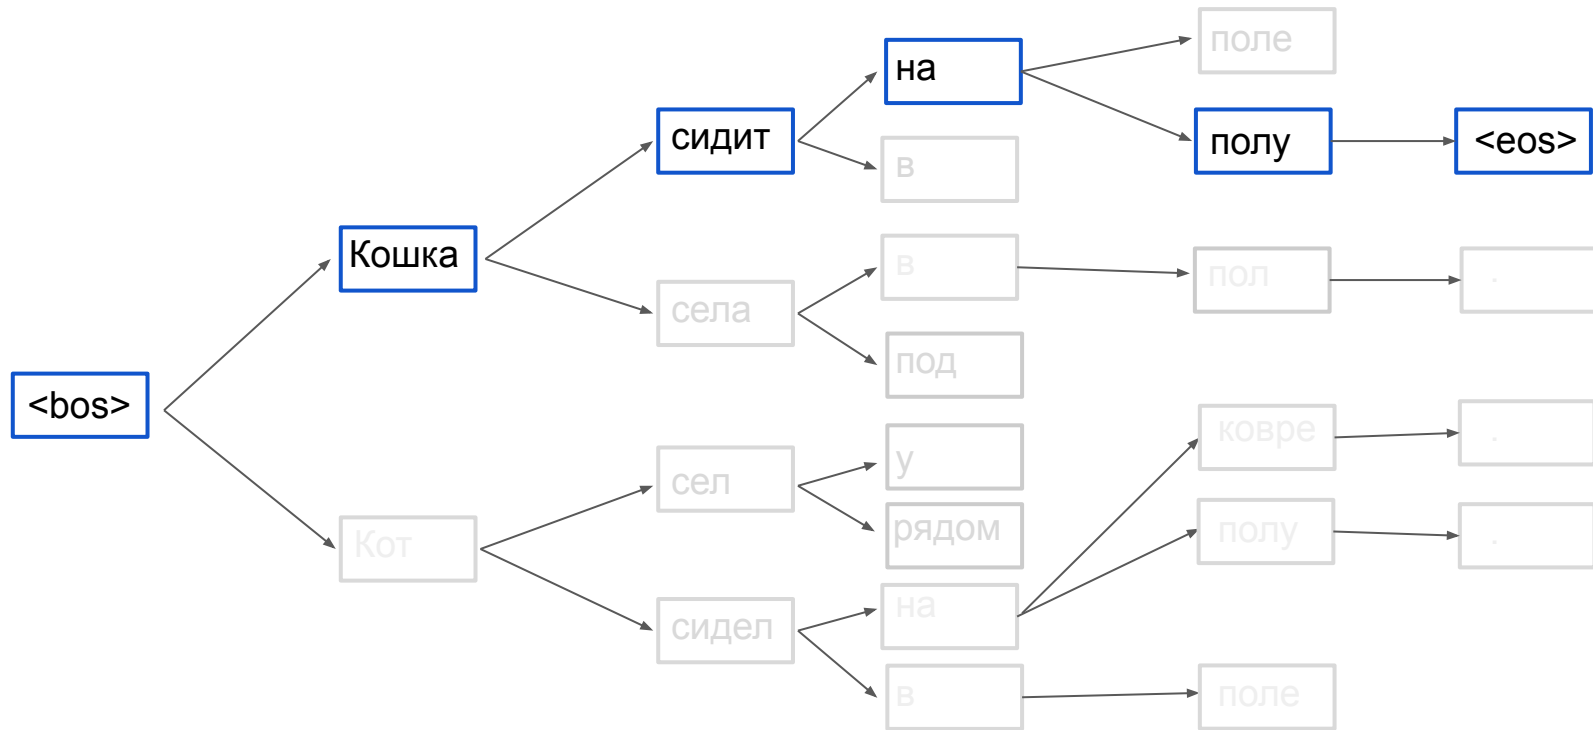 поле
на
сидит
полу
<eos>
в
Кошка
в
пол
.
села
под
<bos>
ковре
.
у
сел
рядом
полу
.
Кот
на
сидел
в
поле